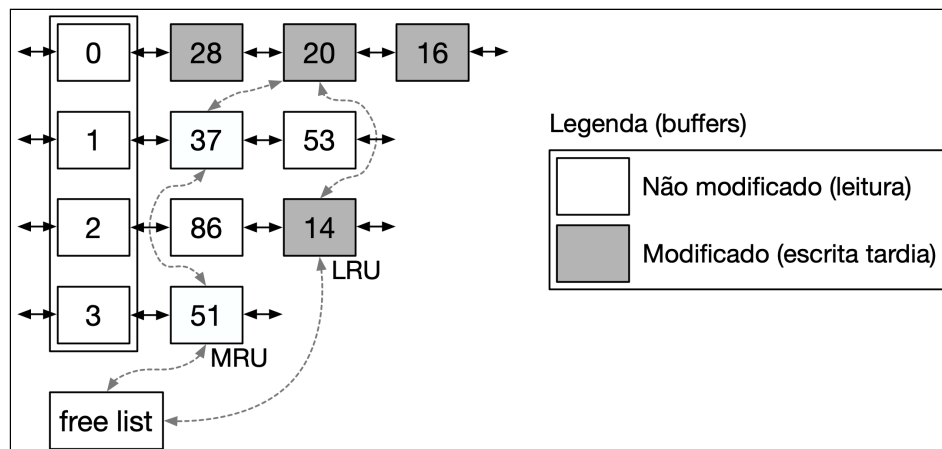 0 28 20 16
1 37 53
2 86 14
LRU
3 51
MRU
free list
Legenda (buffers)
Não modificado (leitura)
Modificado (escrita tardia)